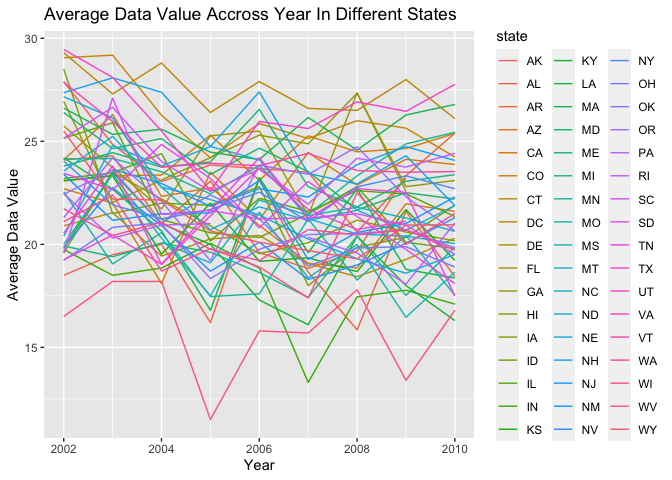 Average Data Value Accross Year In Different States
Average Data Value
30
25
20
15
2002
2004
2006
2008
2010
Year
state
AK
AL
AR
AZ
CA
CO
CT
DC
DE
FL
GA
HI
IA
ID
IL
IN
KS
KY
LA
MA
MD
ME
MI
MN
MO
MS
MT
NC
ND
NE
NH
NJ
NM
NV
NY
OH
OK
OR
PA
RI
SC
SD
TN
TX
UT
VA
VT
WA
WI
WV
WY